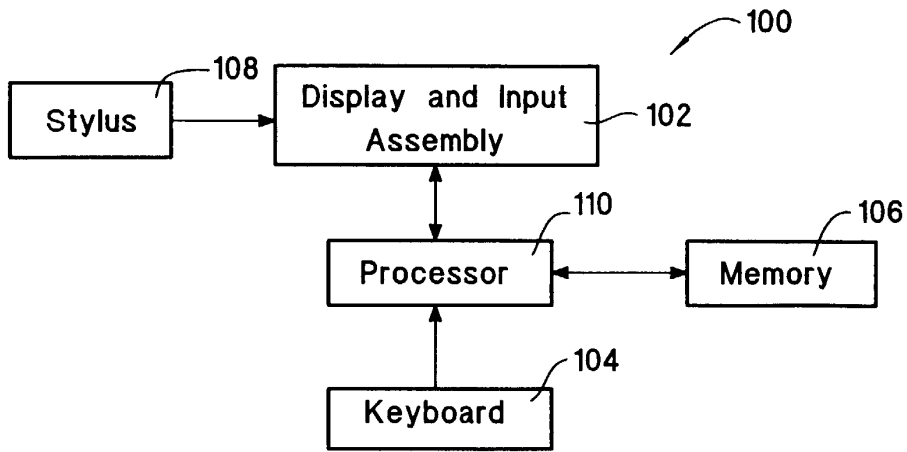 100
108
Stylus
Display and Input
Assembly
102
110
Processor
106
Memory
104
Keyboard